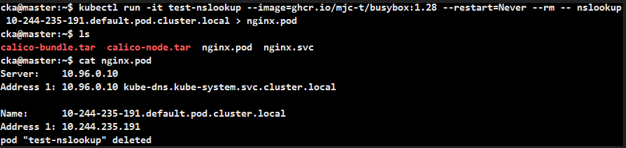 cka@master:~$ kubectl run -it test-nslookup --image=ghcr.io/mjc-t/busybox:1.28 --restart=Never --rm -- nslookup
 10-244-235-191.default.pod.cluster.local > nginx.pod
cka@master:~$ ls
calico-bundle.tar  calico-node.tar  nginx.pod  nginx.svc
cka@master:~$ cat nginx.pod
Server:    10.96.0.10
Address 1: 10.96.0.10 kube-dns.kube-system.svc.cluster.local

Name:      10-244-235-191.default.pod.cluster.local
Address 1: 10.244.235.191
pod "test-nslookup" deleted